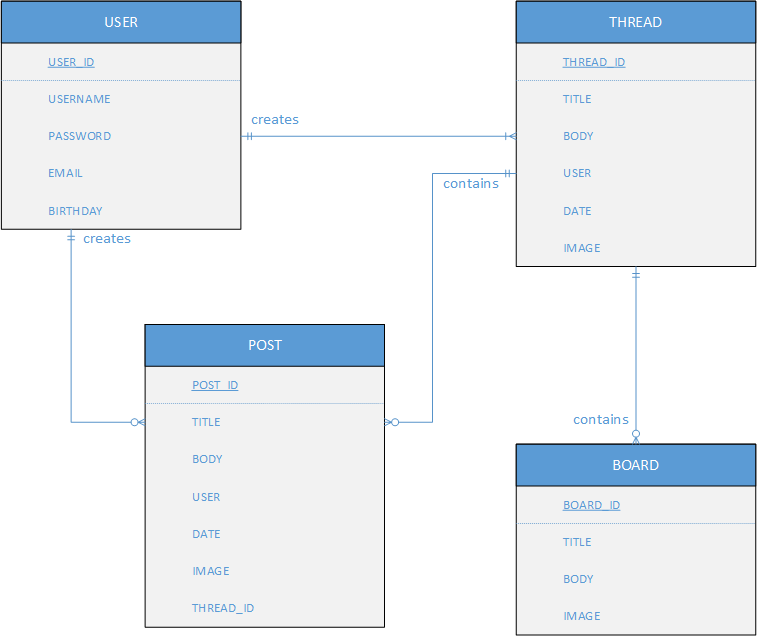 USER
USER_ID
USERNAME
PASSWORD
EMAIL
BIRTHDAY
THREAD
THREAD_ID
TITLE
BODY
USER
DATE
IMAGE
creates
contains
creates
POST
POST_ID
TITLE
BODY
USER
DATE
IMAGE
THREAD_ID
contains
BOARD
BOARD_ID
TITLE
BODY
IMAGE